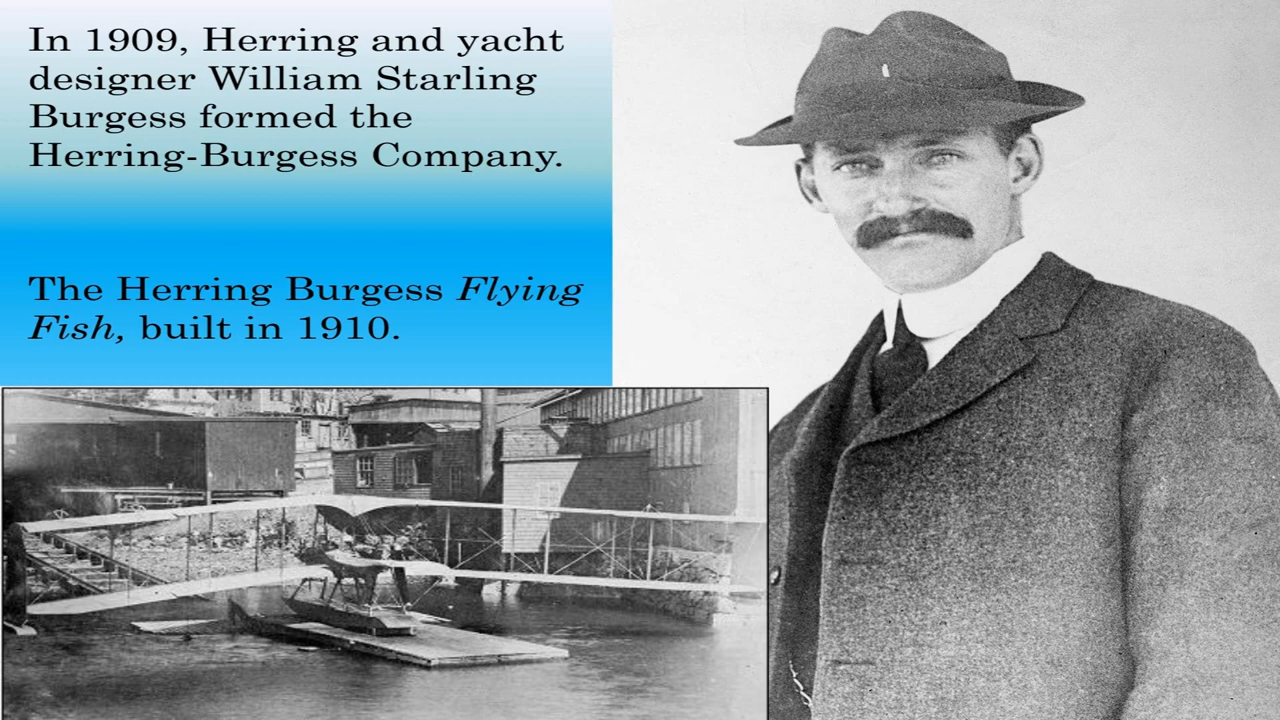 In 1909, Herring and yacht
designer William Starling
Burgess formed the
Herring-Burgess Company.
The Herring Burgess Flying
Fish, built in 1910.